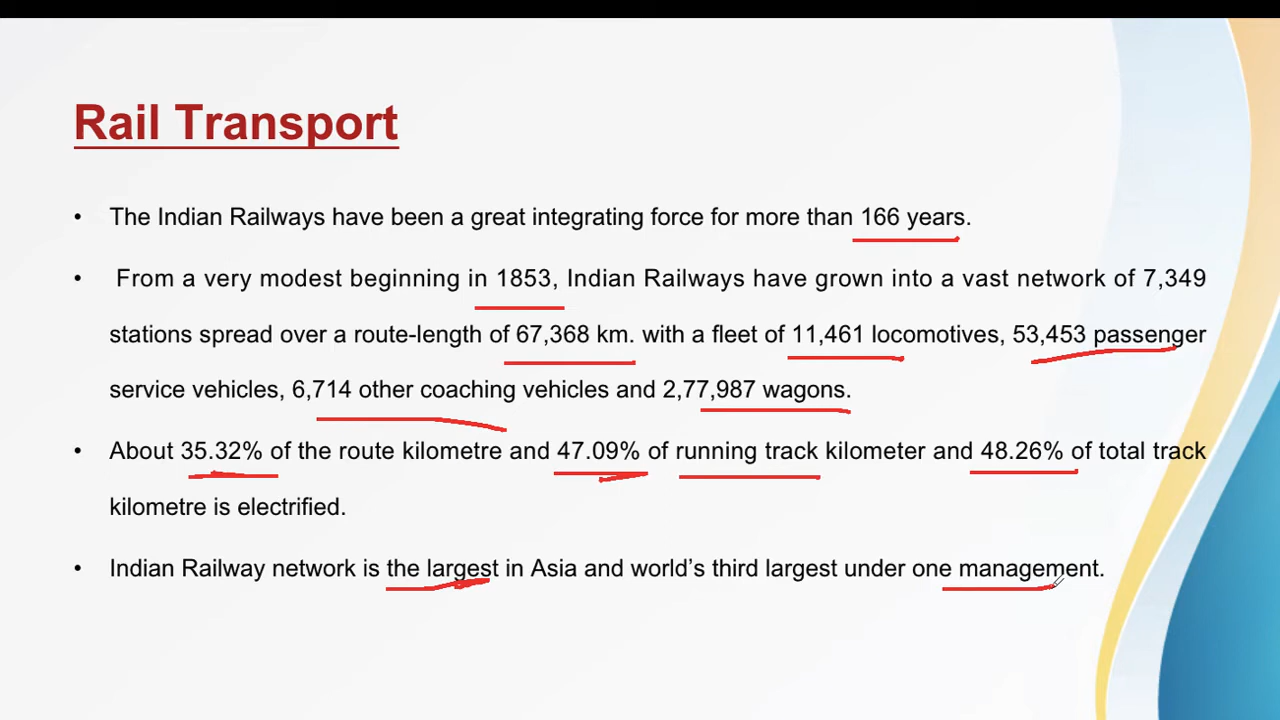 Rail Transport
• The Indian Railways have been a great integrating force for more than 166 years.
• From a very modest beginning in 1853, Indian Railways have grown into a vast network of 7,349
stations spread over a route-length of 67,368 km. with a fleet of 11,461 locomotives, 53,453 passenger
service vehicles, 6,714 other coaching vehicles and 2,77,987 wagons.
• About 35.32% of the route kilometre and 47.09% of running track kilometer and 48.26% of total track
kilometre is electrified.
• Indian Railway network is the largest in Asia and world’s third largest under one management.